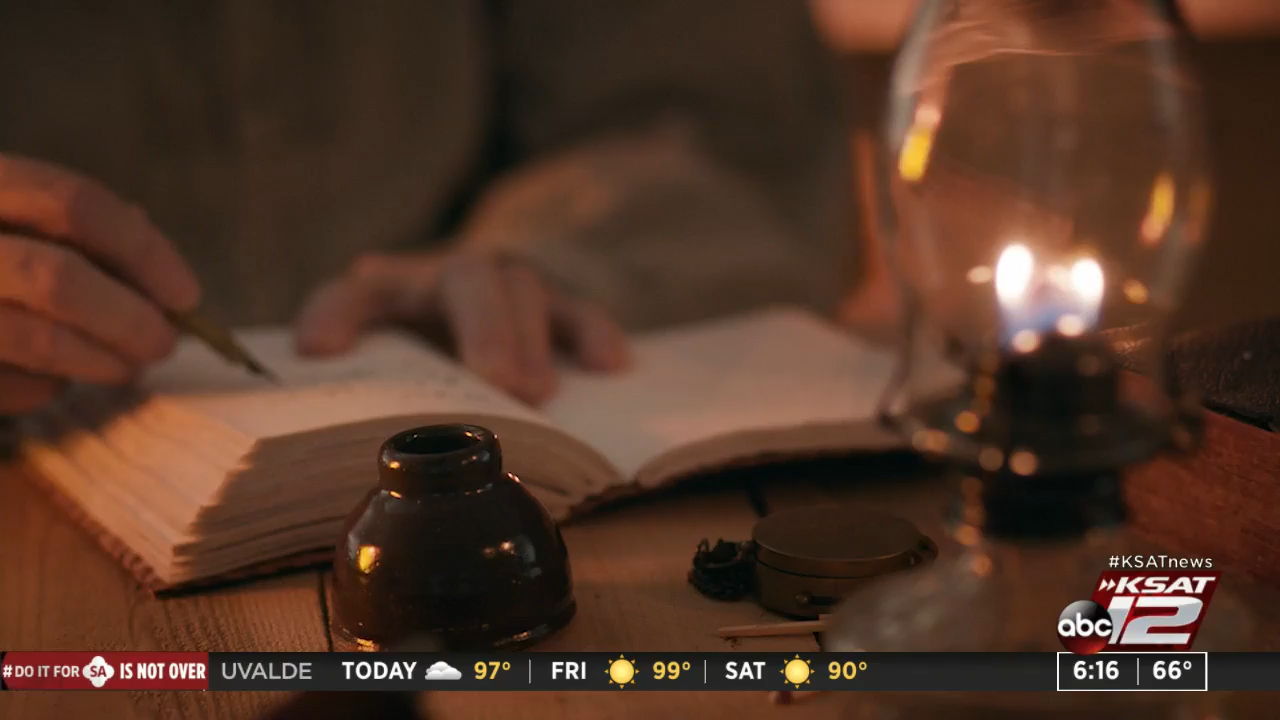 #KSATnews
KSAT
abc 12
#DO IT FOR SA IS NOT OVER UVALDE TODAY 97° FRI 99° SAT 90° 6:16 66°